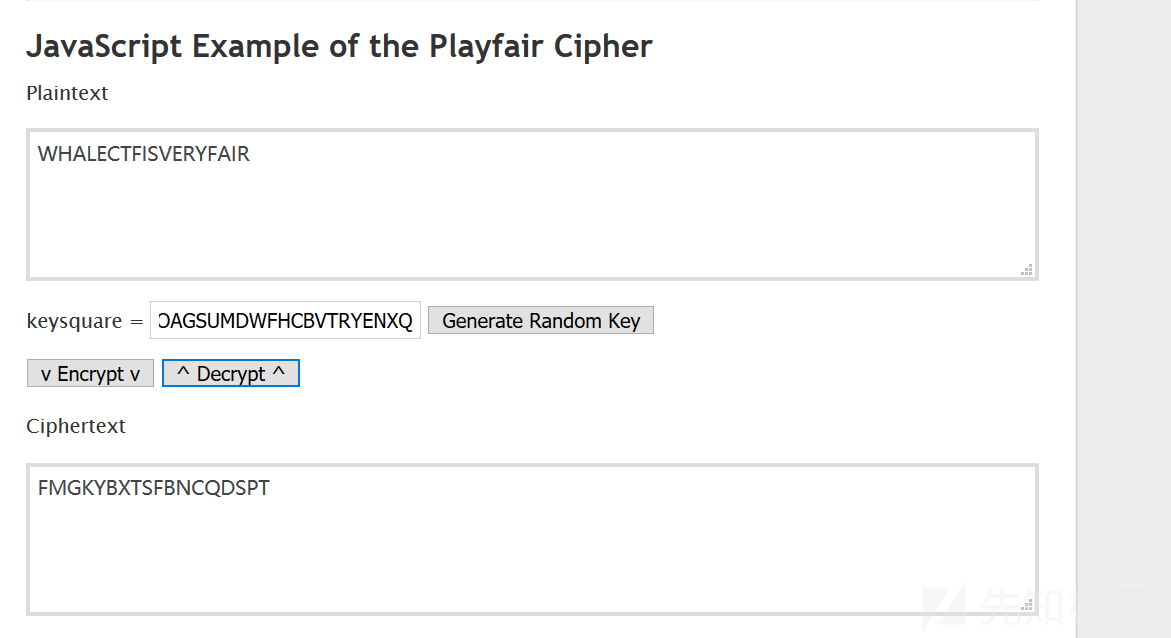 JavaScript Example of the Playfair Cipher
Plaintext
WHALECTFISVERYFAIR
keysquare = OAGSUMDWFHCBVTRYENXQ Generate Random Key
v Encrypt v ^ Decrypt ^
Ciphertext
FMGKYBXTSFBNCQDSPT
先知社区